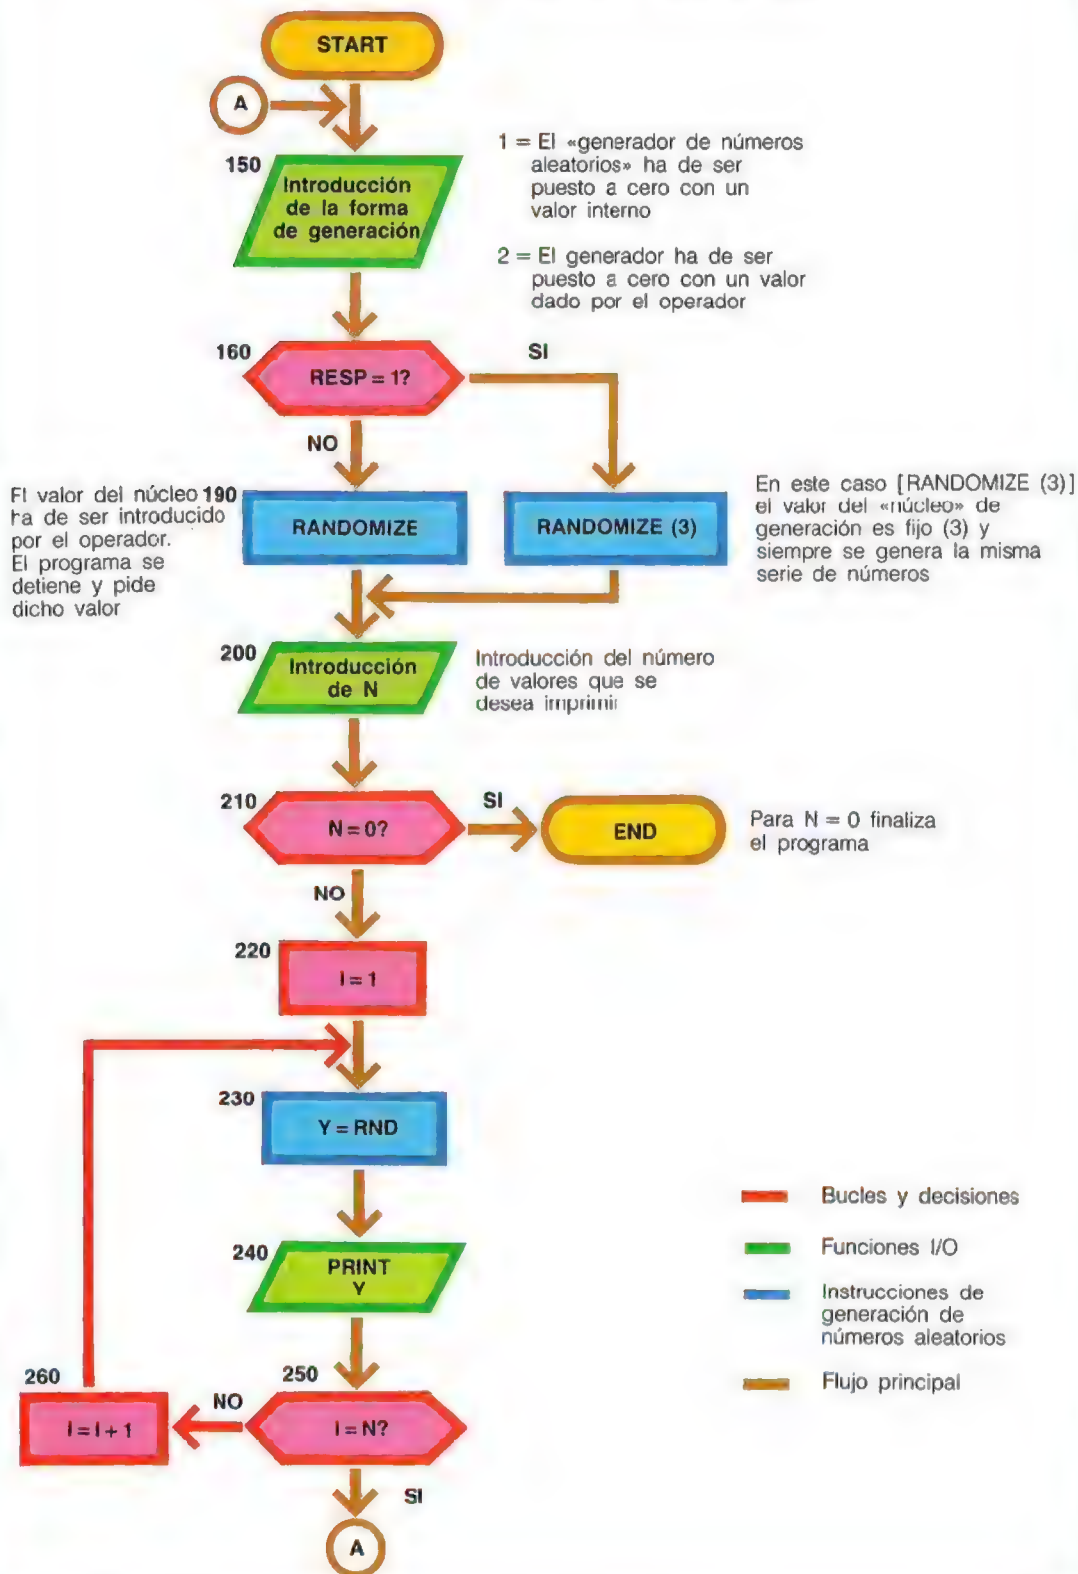 START
A
150
Introducción
de la forma
de generación
1 = El «generador de números
aleatorios» ha de ser
puesto a cero con un
valor interno
2 = El generador ha de ser
puesto a cero con un valor
dado por el operador
160
RESP = 1?
SI
NO
El valor del núcleo
ha de ser introducido
por el operador.
El programa se
detiene y pide
dicho valor
190
RANDOMIZE
RANDOMIZE (3)
En este caso [RANDOMIZE (3)]
el valor del «núcleo» de
generación es fijo (3) y
siempre se genera la misma
serie de números
200
Introducción
de N
Introducción del número
de valores que se
desea imprimir
210
N = 0?
SI
END
Para N = 0 finaliza
el programa
NO
220
I = 1
230
Y = RND
240
PRINT
Y
Bucles y decisiones
Funciones I/O
Instrucciones de
generación de
números aleatorios
Flujo principal
260
I = I + 1
NO
250
I = N?
SI
A